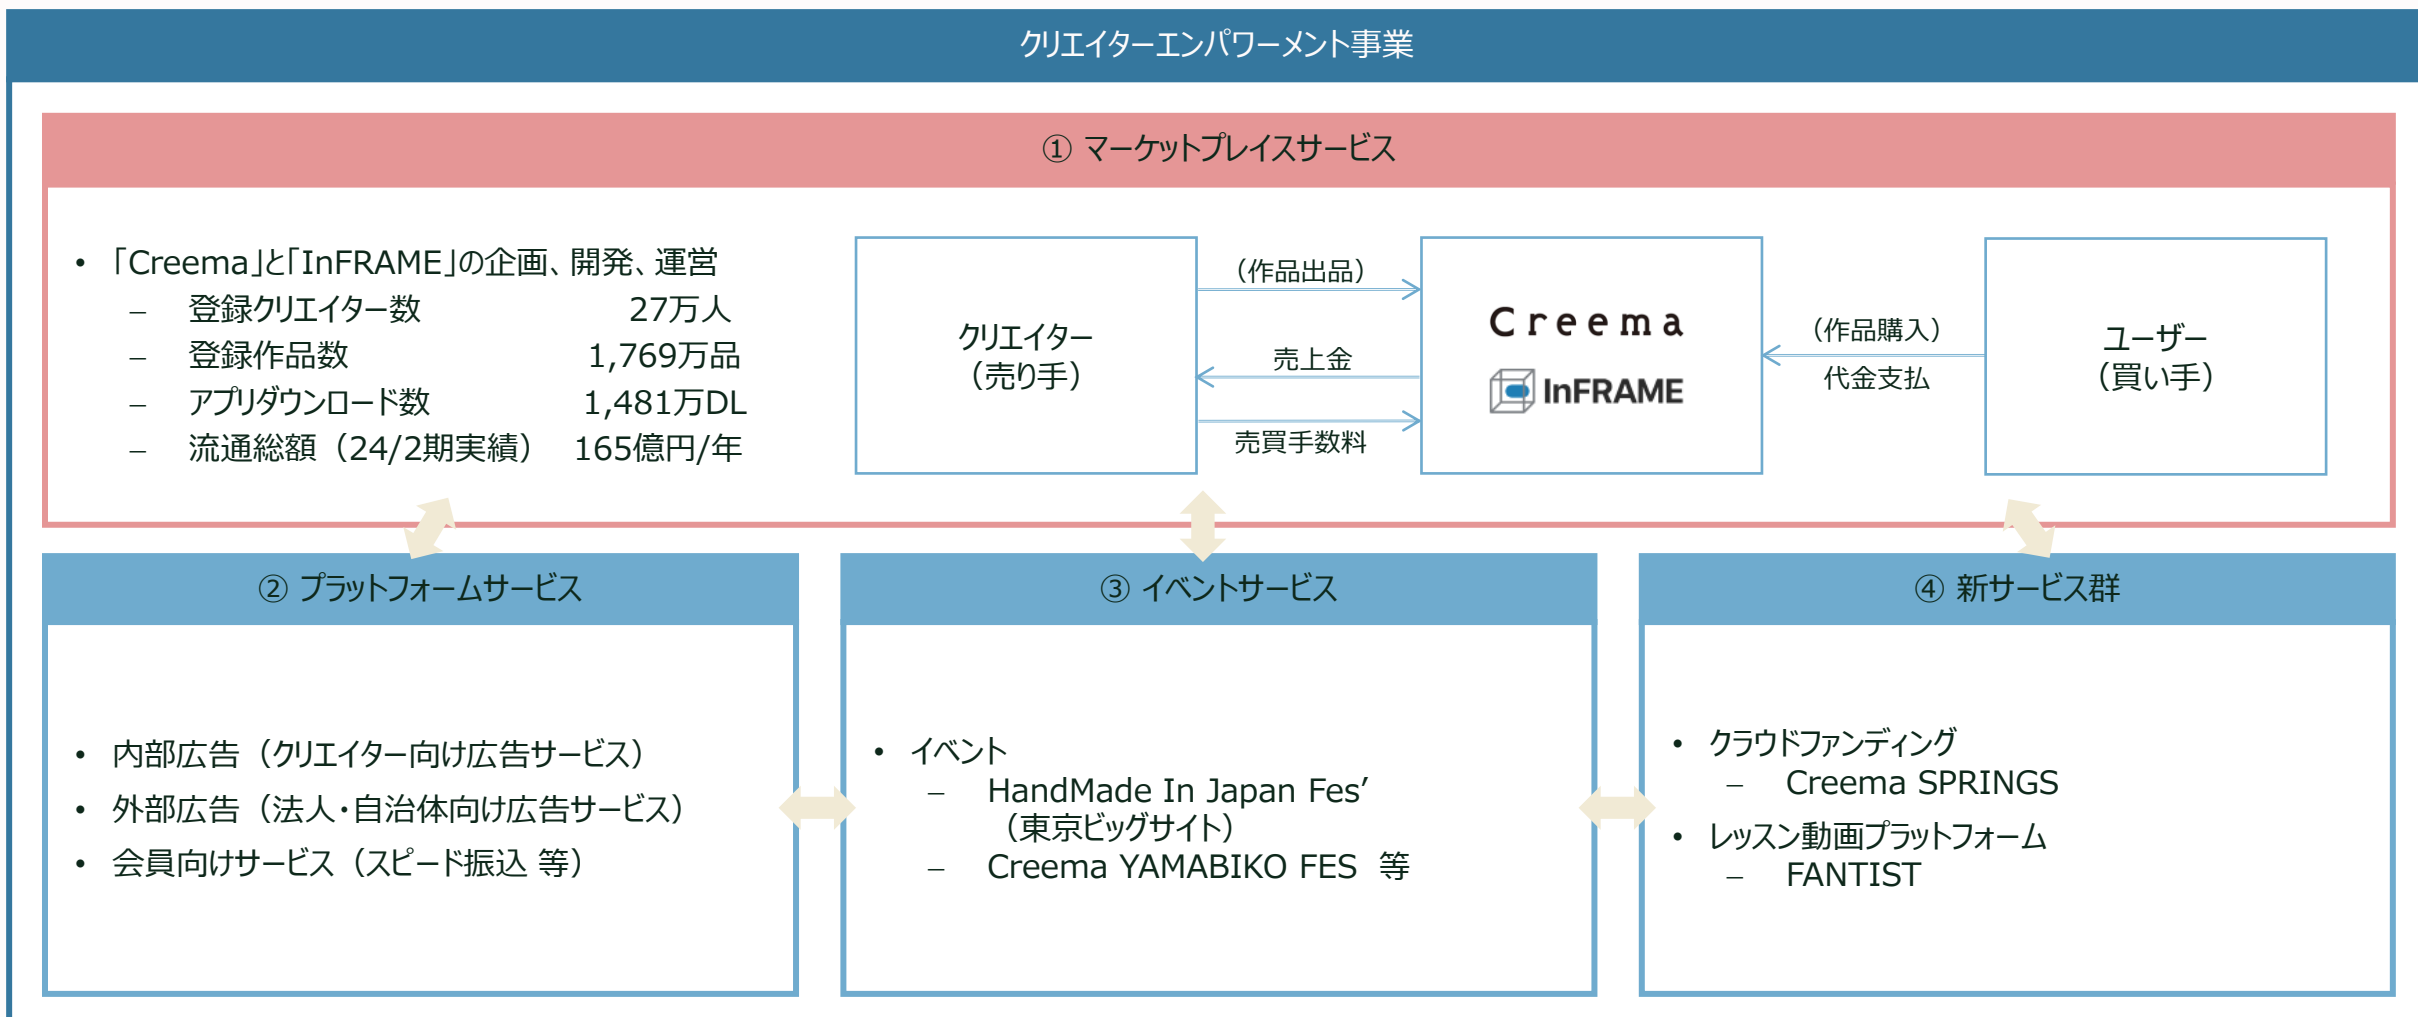 クリエイターエンパワーメント事業
① マーケットプレイスサービス
• 「Creema」と「InFRAME」の企画、開発、運営
– 登録クリエイター数 27万人
– 登録作品数 1,769万品
– アプリダウンロード数 1,481万DL
– 流通総額（24/2期実績） 165億円/年
クリエイター
（売り手）
（作品出品）
売上金
売買手数料
Creema
InFRAME
（作品購入）
代金支払
ユーザー
（買い手）
② プラットフォームサービス
• 内部広告（クリエイター向け広告サービス）
• 外部広告（法人・自治体向け広告サービス）
• 会員向けサービス（スピード振込 等）
③ イベントサービス
• イベント
– HandMade In Japan Fes’
（東京ビッグサイト）
– Creema YAMABIKO FES 等
④ 新サービス群
• クラウドファンディング
– Creema SPRINGS
• レッスン動画プラットフォーム
– FANTIST